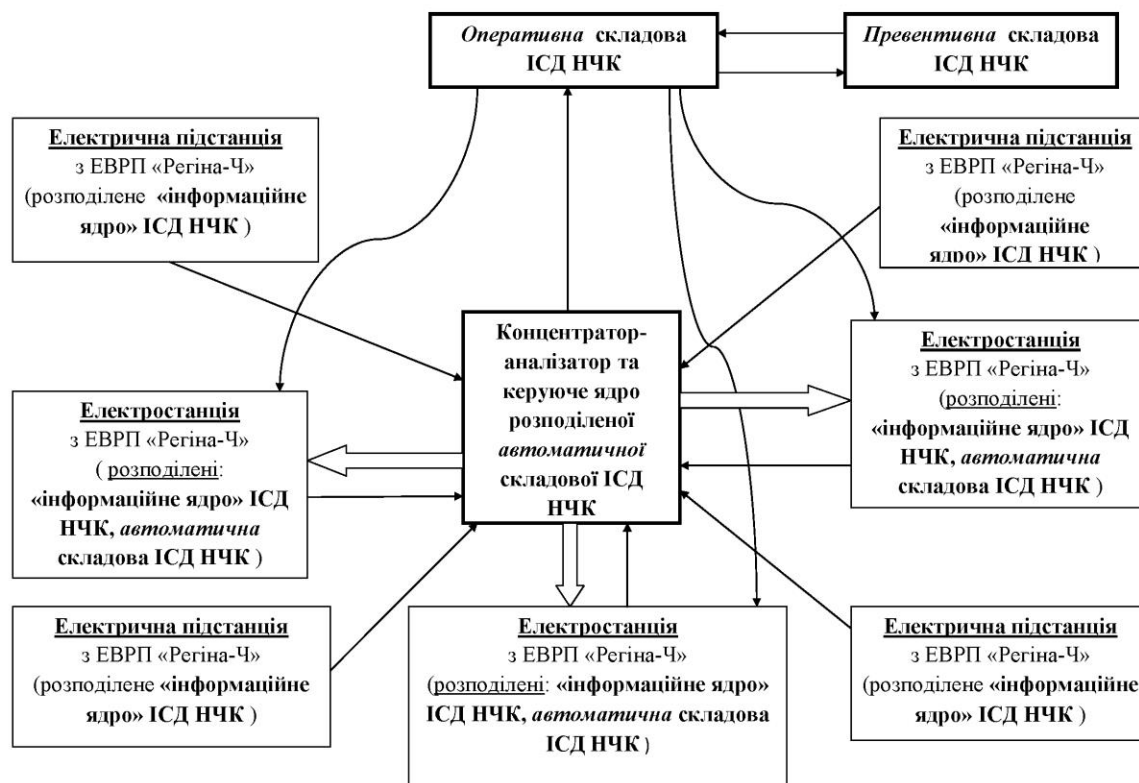 Оперативна складова
ІСД НЧК
Превентивна складова
ІСД НЧК
Електрична підстанція
з ЕВРП «Регіна-Ч»
(розподілене «інформаційне
ядро» ІСД НЧК )
Електрична підстанція
з ЕВРП «Регіна-Ч»
(розподілене
«інформаційне
ядро» ІСД НЧК )
Концентратор-
аналізатор та
керуюче ядро
розподіленої
автоматичної
складової ІСД
НЧК
Електростанція
з ЕВРП «Регіна-Ч»
(розподілені:
«інформаційне ядро» ІСД
НЧК, автоматична
складова ІСД НЧК )
Електростанція
з ЕВРП «Регіна-Ч»
( розподілені:
«інформаційне ядро» ІСД
НЧК, автоматична
складова ІСД НЧК )
Електрична підстанція
з ЕВРП «Регіна-Ч»
(розподілене «інформаційне
ядро» ІСД НЧК )
Електростанція
з ЕВРП «Регіна-Ч»
(розподілені: «інформаційне ядро»
ІСД НЧК, автоматична складова
ІСД НЧК )
Електрична підстанція
з ЕВРП «Регіна-Ч»
(розподілене «інформаційне
ядро» ІСД НЧК )